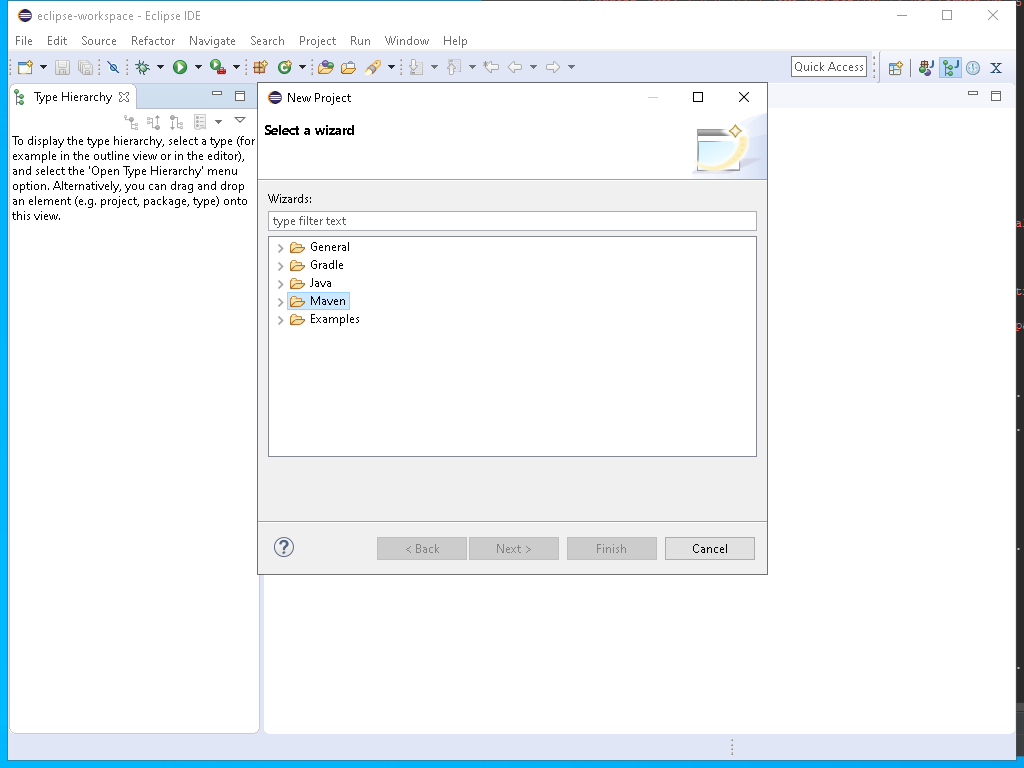 eclipse-workspace - Eclipse IDE
File Edit Source Refactor Navigate Search Project Run Window Help
Quick Access
Type Hierarchy
To display the type hierarchy, select a type (for
example in the outline view or in the editor),
and select the 'Open Type Hierarchy' menu
option. Alternatively, you can drag and drop
an element (e.g. project, package, type) onto
this view.
New Project
Select a wizard
Wizards:
type filter text
General
Gradle
Java
Maven
Examples
< Back Next > Finish Cancel